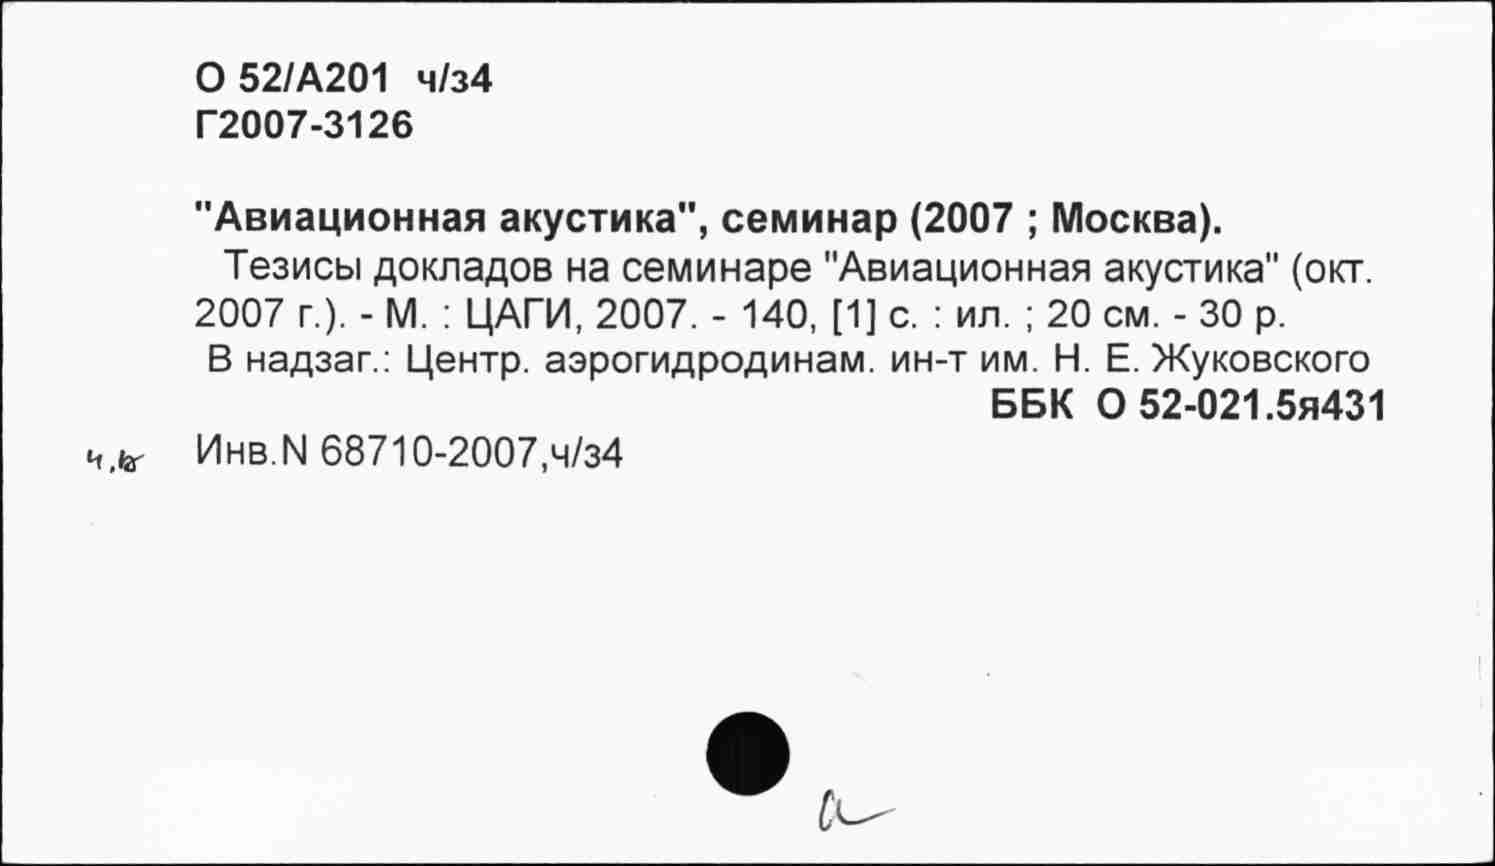 О 52/А201 ч/з4
Г2007-3126
"Авиационная акустика", семинар (2007 ; Москва).
Тезисы докладов на семинаре "Авиационная акустика" (окт.
2007 г.). - М. : ЦАГИ, 2007. - 140, [1] с. : ил. ; 20 см. - 30 р.
В надзаг.: Центр. аэрогидродинам. ин-т им. Н. Е. Жуковского
ББК О 52-021.5я431
Инв.N 68710-2007,ч/з4
а